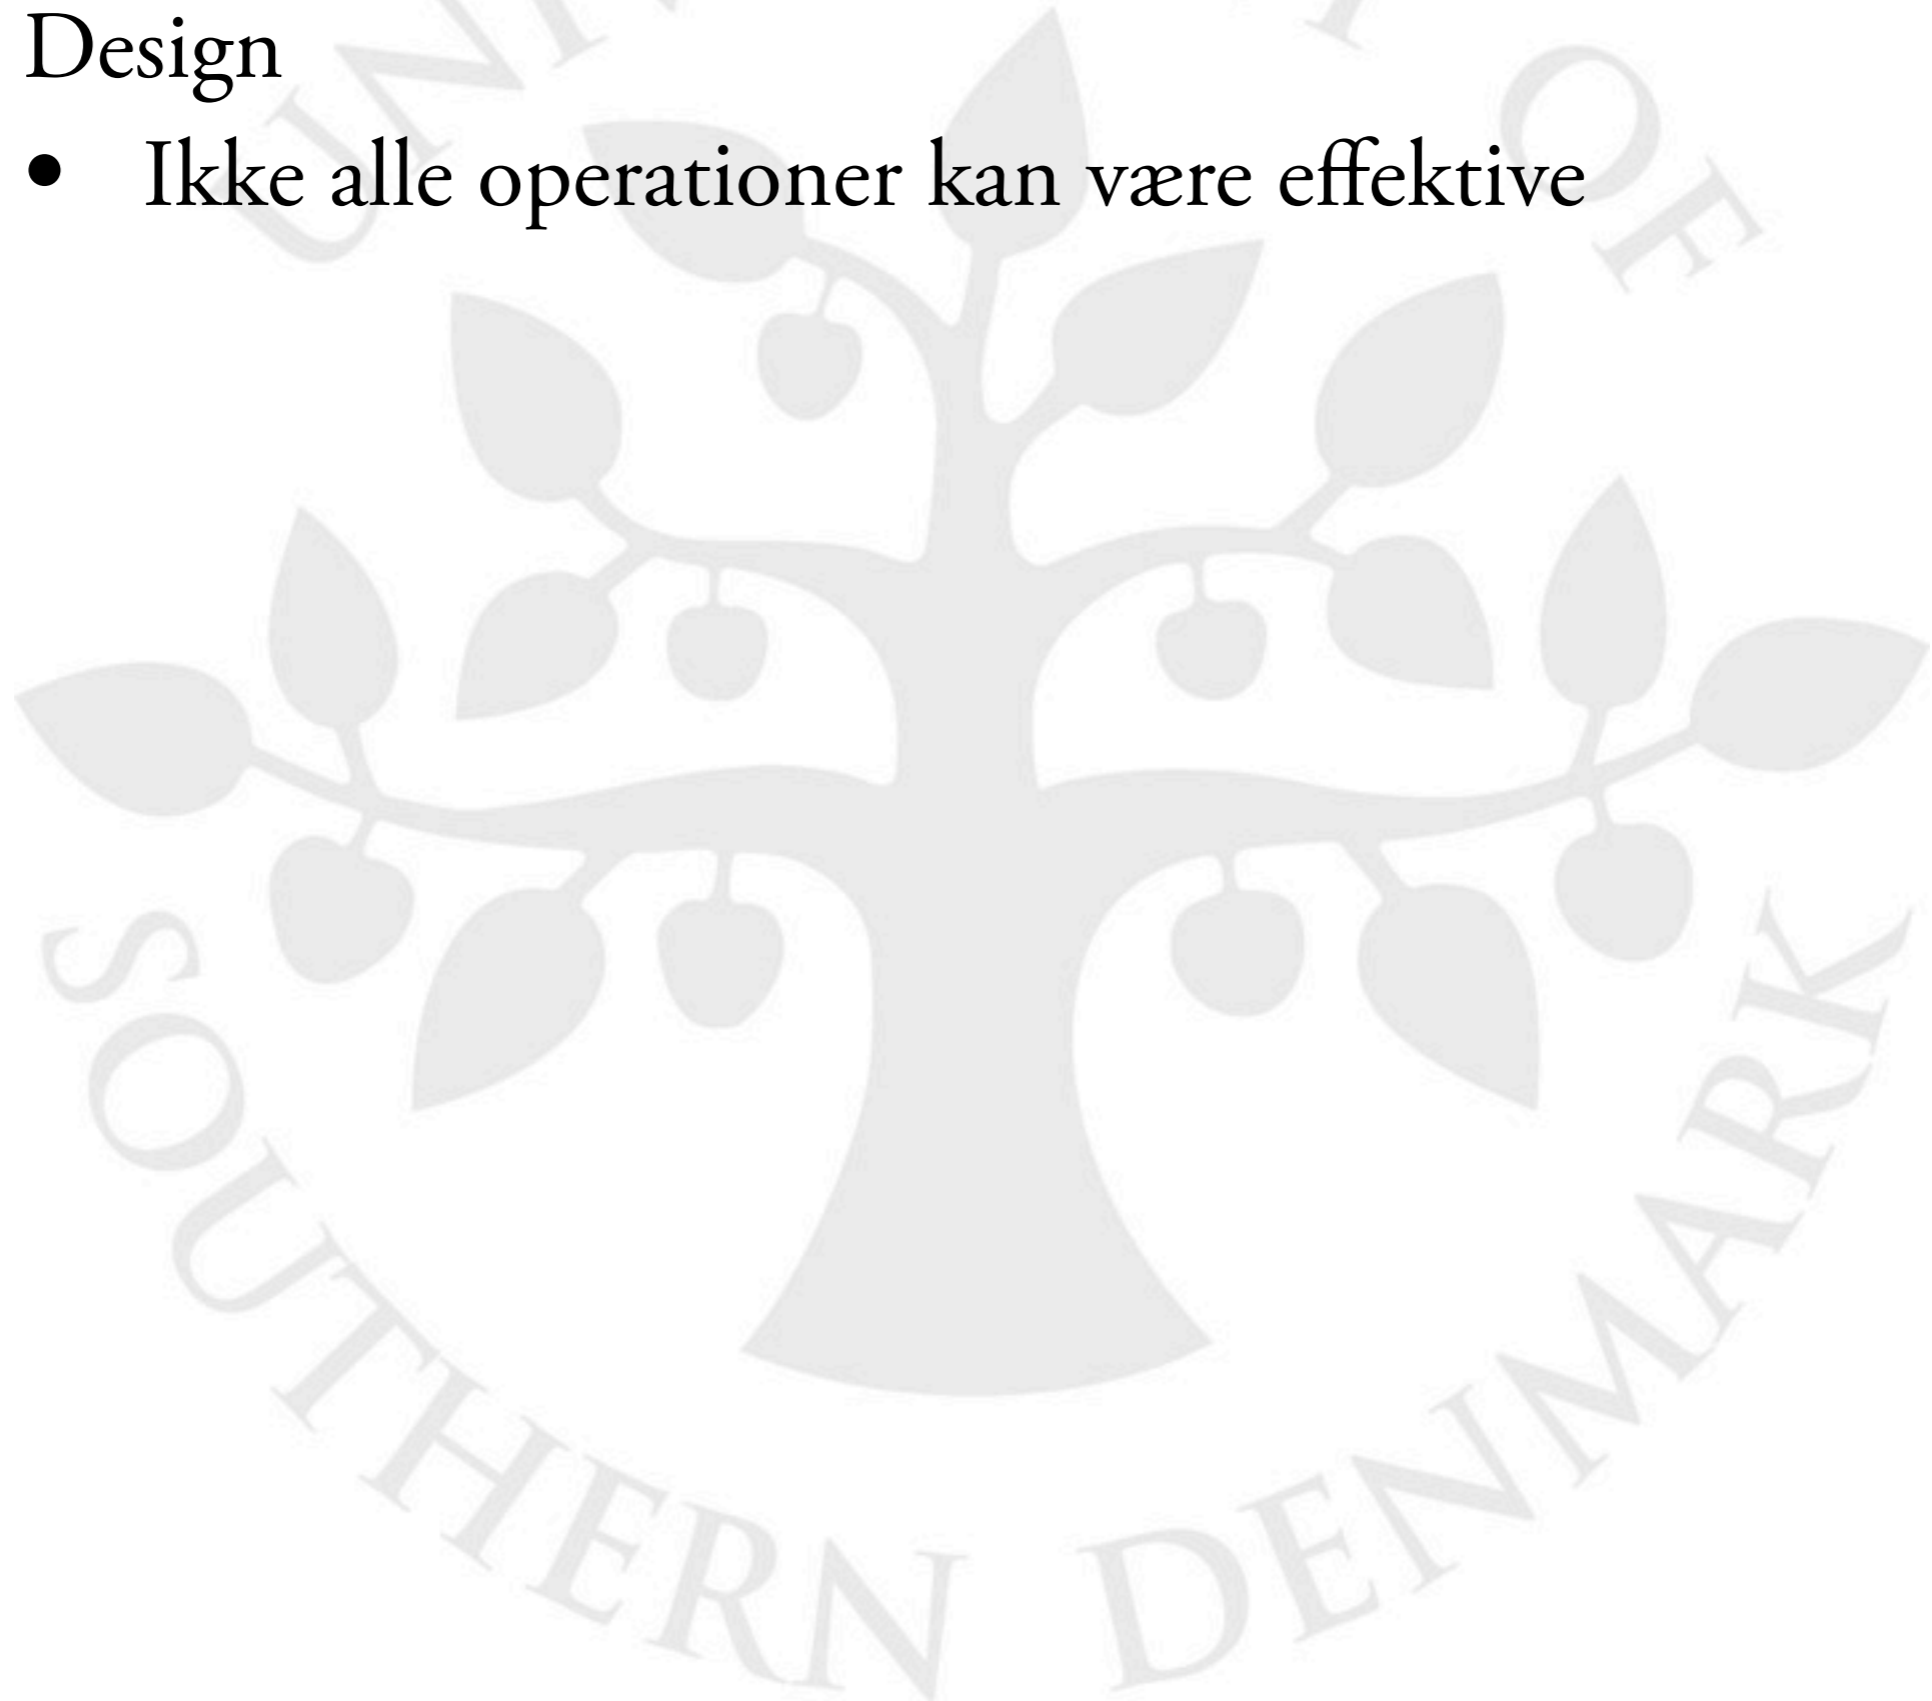 Design
• Ikke alle operationer kan være effektive
OF
SOUTHERN DENMARK